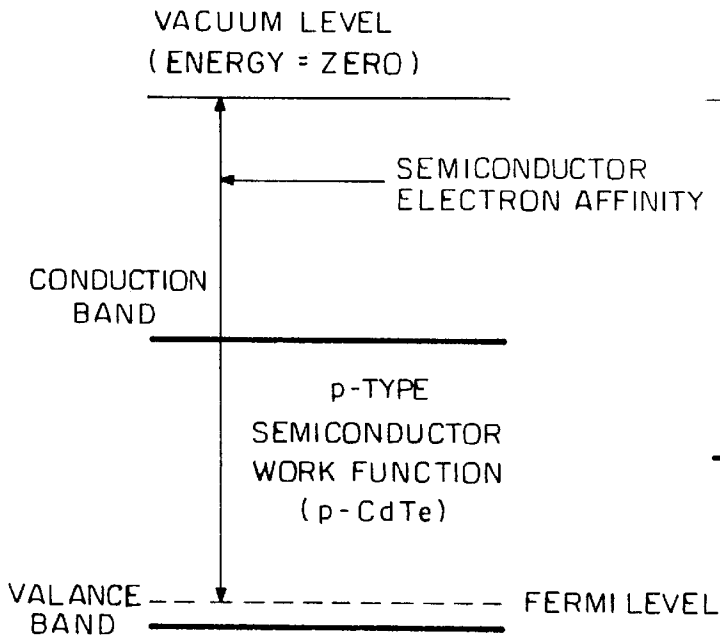 VACUUM LEVEL
(ENERGY = ZERO)
SEMICONDUCTOR
ELECTRON AFFINITY
CONDUCTION
BAND
p-TYPE
SEMICONDUCTOR
WORK FUNCTION
(p-CdTe)
VALANCE
BAND
FERMI LEVEL